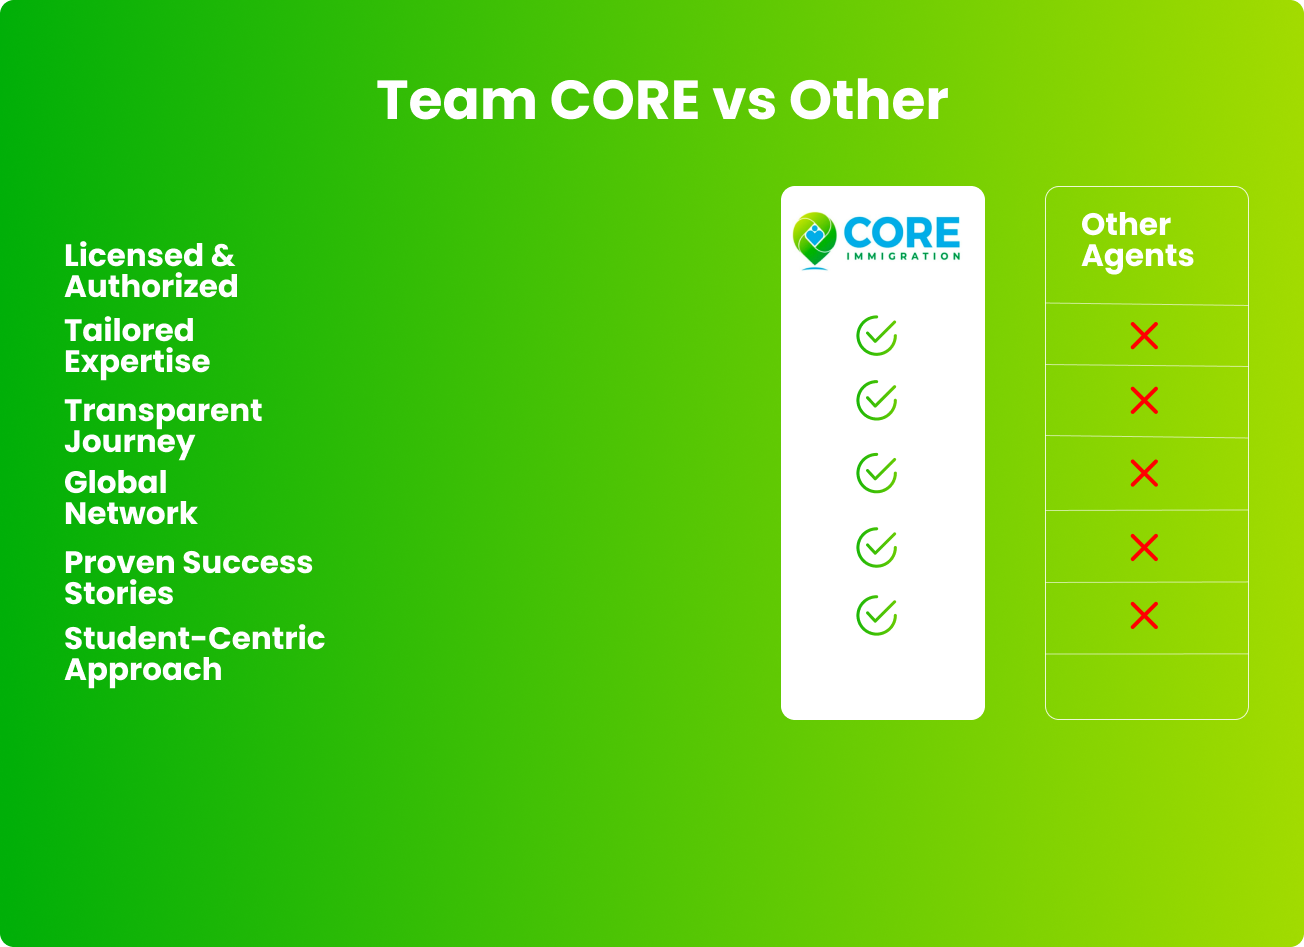 Team CORE vs Other
CORE
IMMIGRATION
Other
Agents
Licensed &
Authorized
Tailored
Expertise
Transparent
Journey
Global
Network
Proven Success
Stories
Student-Centric
Approach